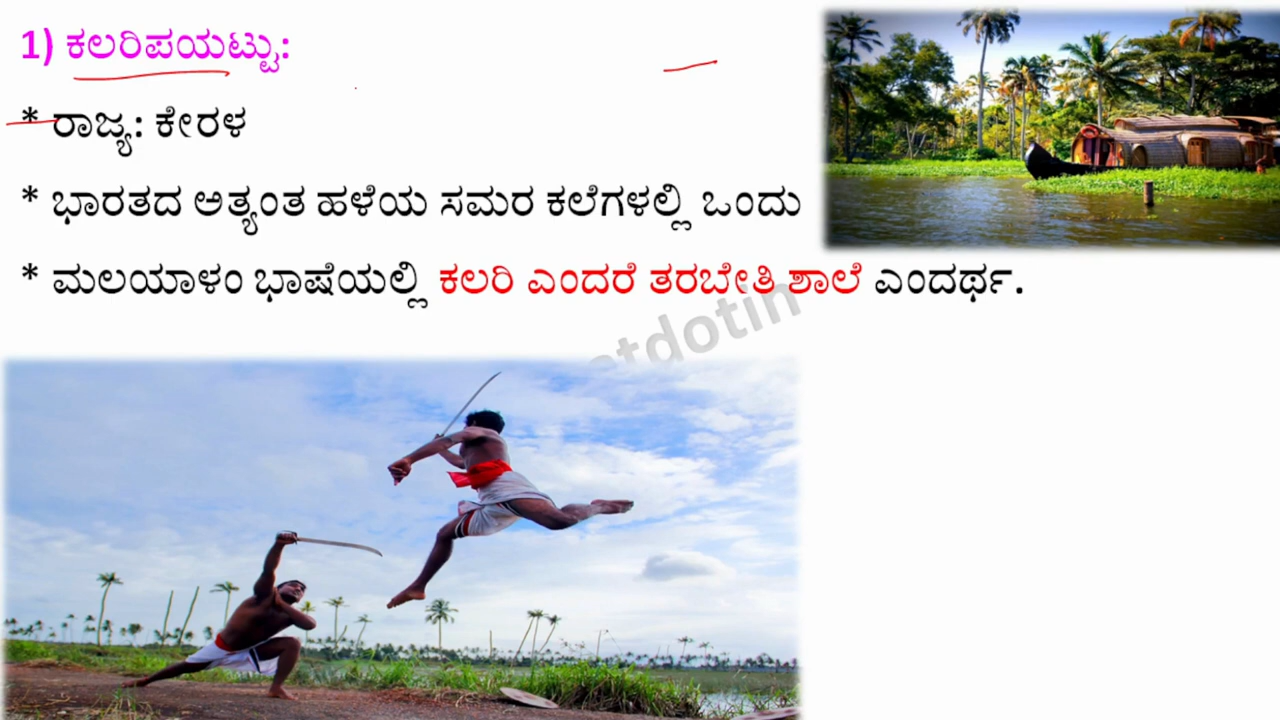 1) ಕಲರಿಪಯಟ್ಟು:
* ರಾಜ್ಯ: ಕೇರಳ
* ಭಾರತದ ಅತ್ಯಂತ ಹಳೆಯ ಸಮರ ಕಲೆಗಳಲ್ಲಿ ಒಂದು
* ಮಲಯಾಳಂ ಭಾಷೆಯಲ್ಲಿ ಕಲರಿ ಎಂದರೆ ತರಬೇತಿ ಶಾಲೆ ಎಂದರ್ಥ.